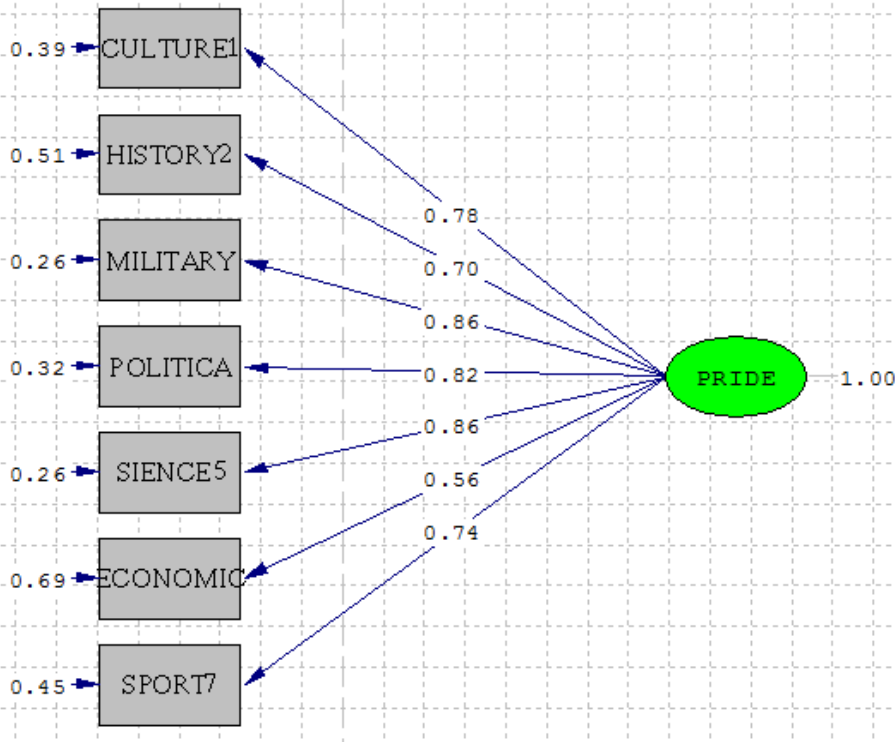 0.39 CULTURE1
0.51 HISTORY2
0.26 MILITARY
0.32 POLITICA
0.26 SIENCE5
0.69 ECONOMIC
0.45 SPORT7
0.78
0.70
0.86
0.82
0.86
0.56
0.74
PRIDE 1.00